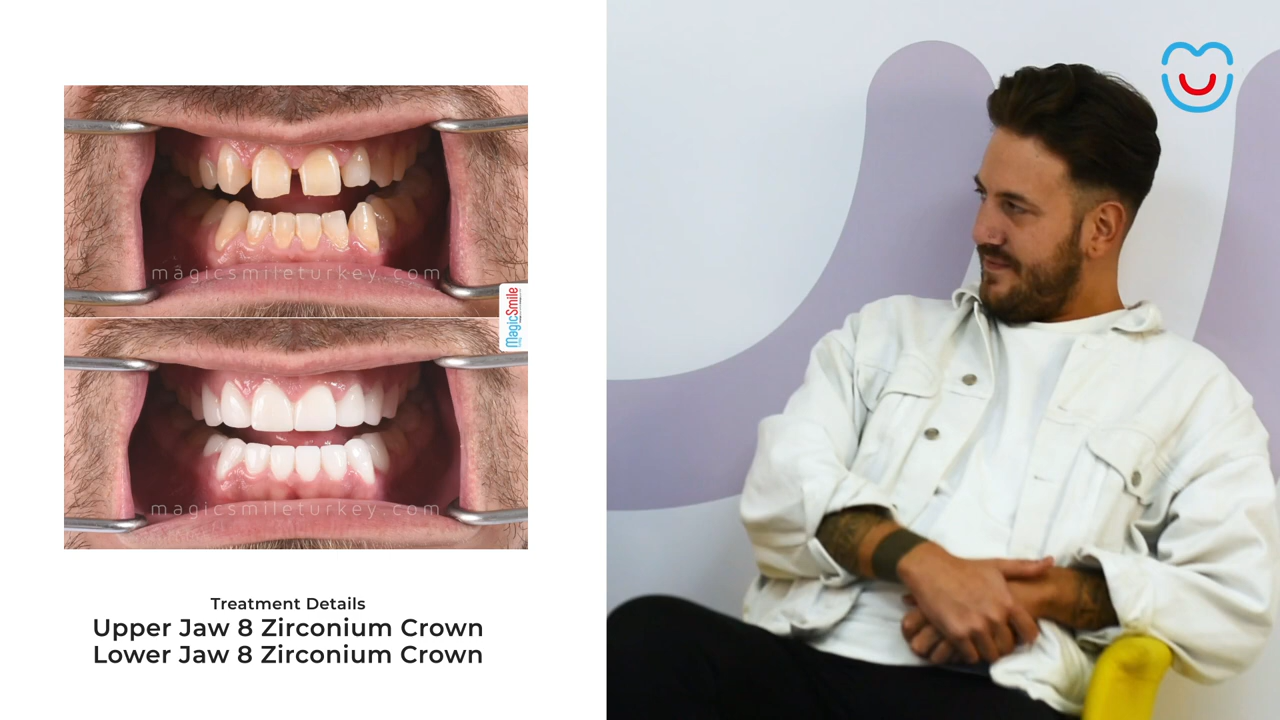 magicsmileturkey.com
MagicSmile
magicsmileturkey.com
Treatment Details
Upper Jaw 8 Zirconium Crown
Lower Jaw 8 Zirconium Crown